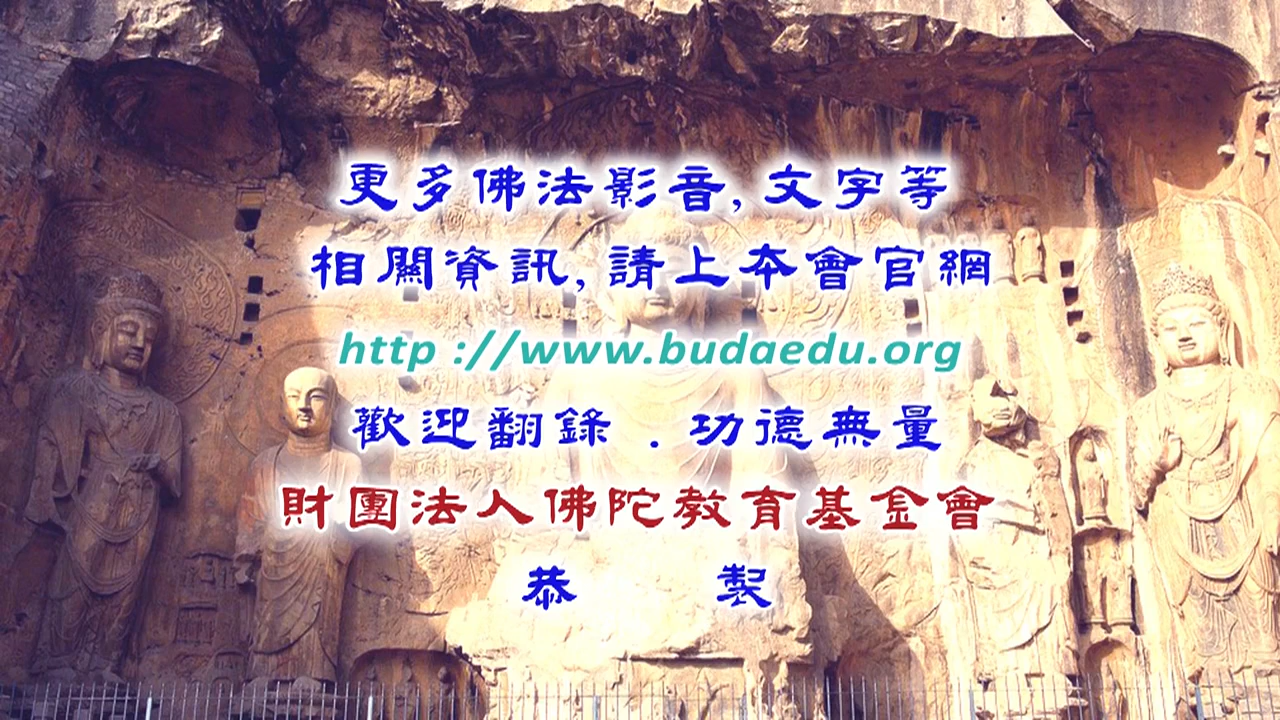 更多佛法影音,文字等
相關資訊,請上本會官網
http ://www.budaedu.org
歡迎翻錄 . 功德無量
財團法人佛陀教育基金會
恭 製